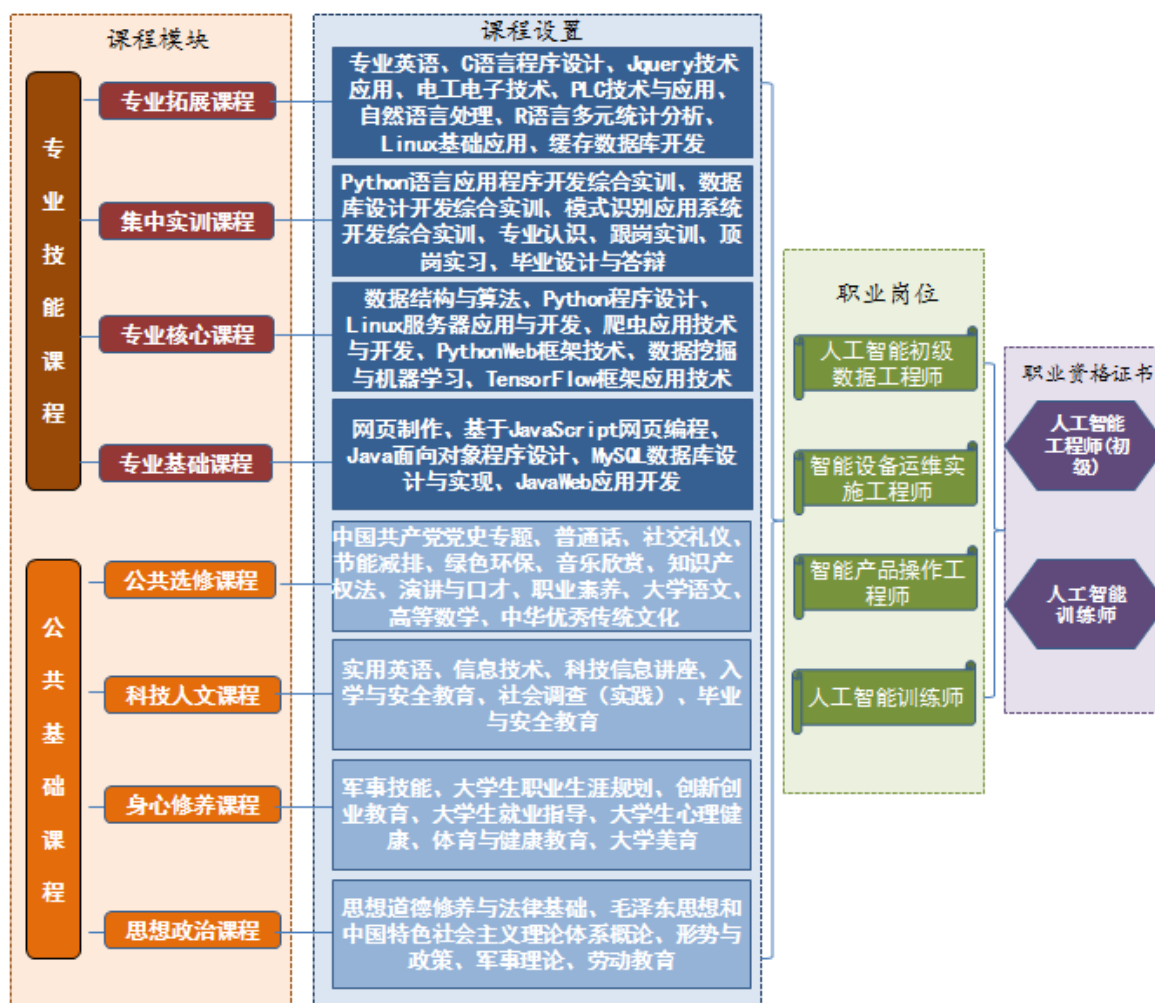 课程模块
专业技能课程
专业拓展课程
集中实训课程
专业核心课程
专业基础课程
公共基础课程
公共选修课程
科技人文课程
身心修养课程
思想政治课程
课程设置
专业英语、C语言程序设计、Jquery技术
应用、电工电子技术、PLC技术与应用、
自然语言处理、R语言多元统计分析、
Linux基础应用、缓存数据库开发
Python语言应用程序开发综合实训、数据
库设计开发综合实训、模式识别应用系统
开发综合实训、专业认识、跟岗实训、顶
岗实习、毕业设计与答辩
数据结构与算法、Python程序设计、
Linux服务器应用与开发、爬虫应用技术
与开发、PythonWeb框架技术、数据挖掘
与机器学习、TensorFlow框架应用技术
网页制作、基于JavaScript网页编程、
Java面向对象程序设计、MySQL数据库设
计与实现、JavaWeb应用开发
中国共产党党史专题、普通话、社交礼仪、
节能减排、绿色环保、音乐欣赏、知识产
权法、演讲与口才、职业素养、大学语文、
高等数学、中华优秀传统文化
实用英语、信息技术、科技信息讲座、入
学与安全教育、社会调查（实践）、毕业
与安全教育
军事技能、大学生职业生涯规划、创新创
业教育、大学生就业指导、大学生心理健
康、体育与健康教育、大学美育
思想道德修养与法律基础、毛泽东思想和
中国特色社会主义理论体系概论、形势与
政策、军事理论、劳动教育
职业岗位
人工智能初级
数据工程师
智能设备运维实
施工程师
智能产品操作工
程师
人工智能训练师
职业资格证书
人工智能
工程师(初
级)
人工智能
训练师